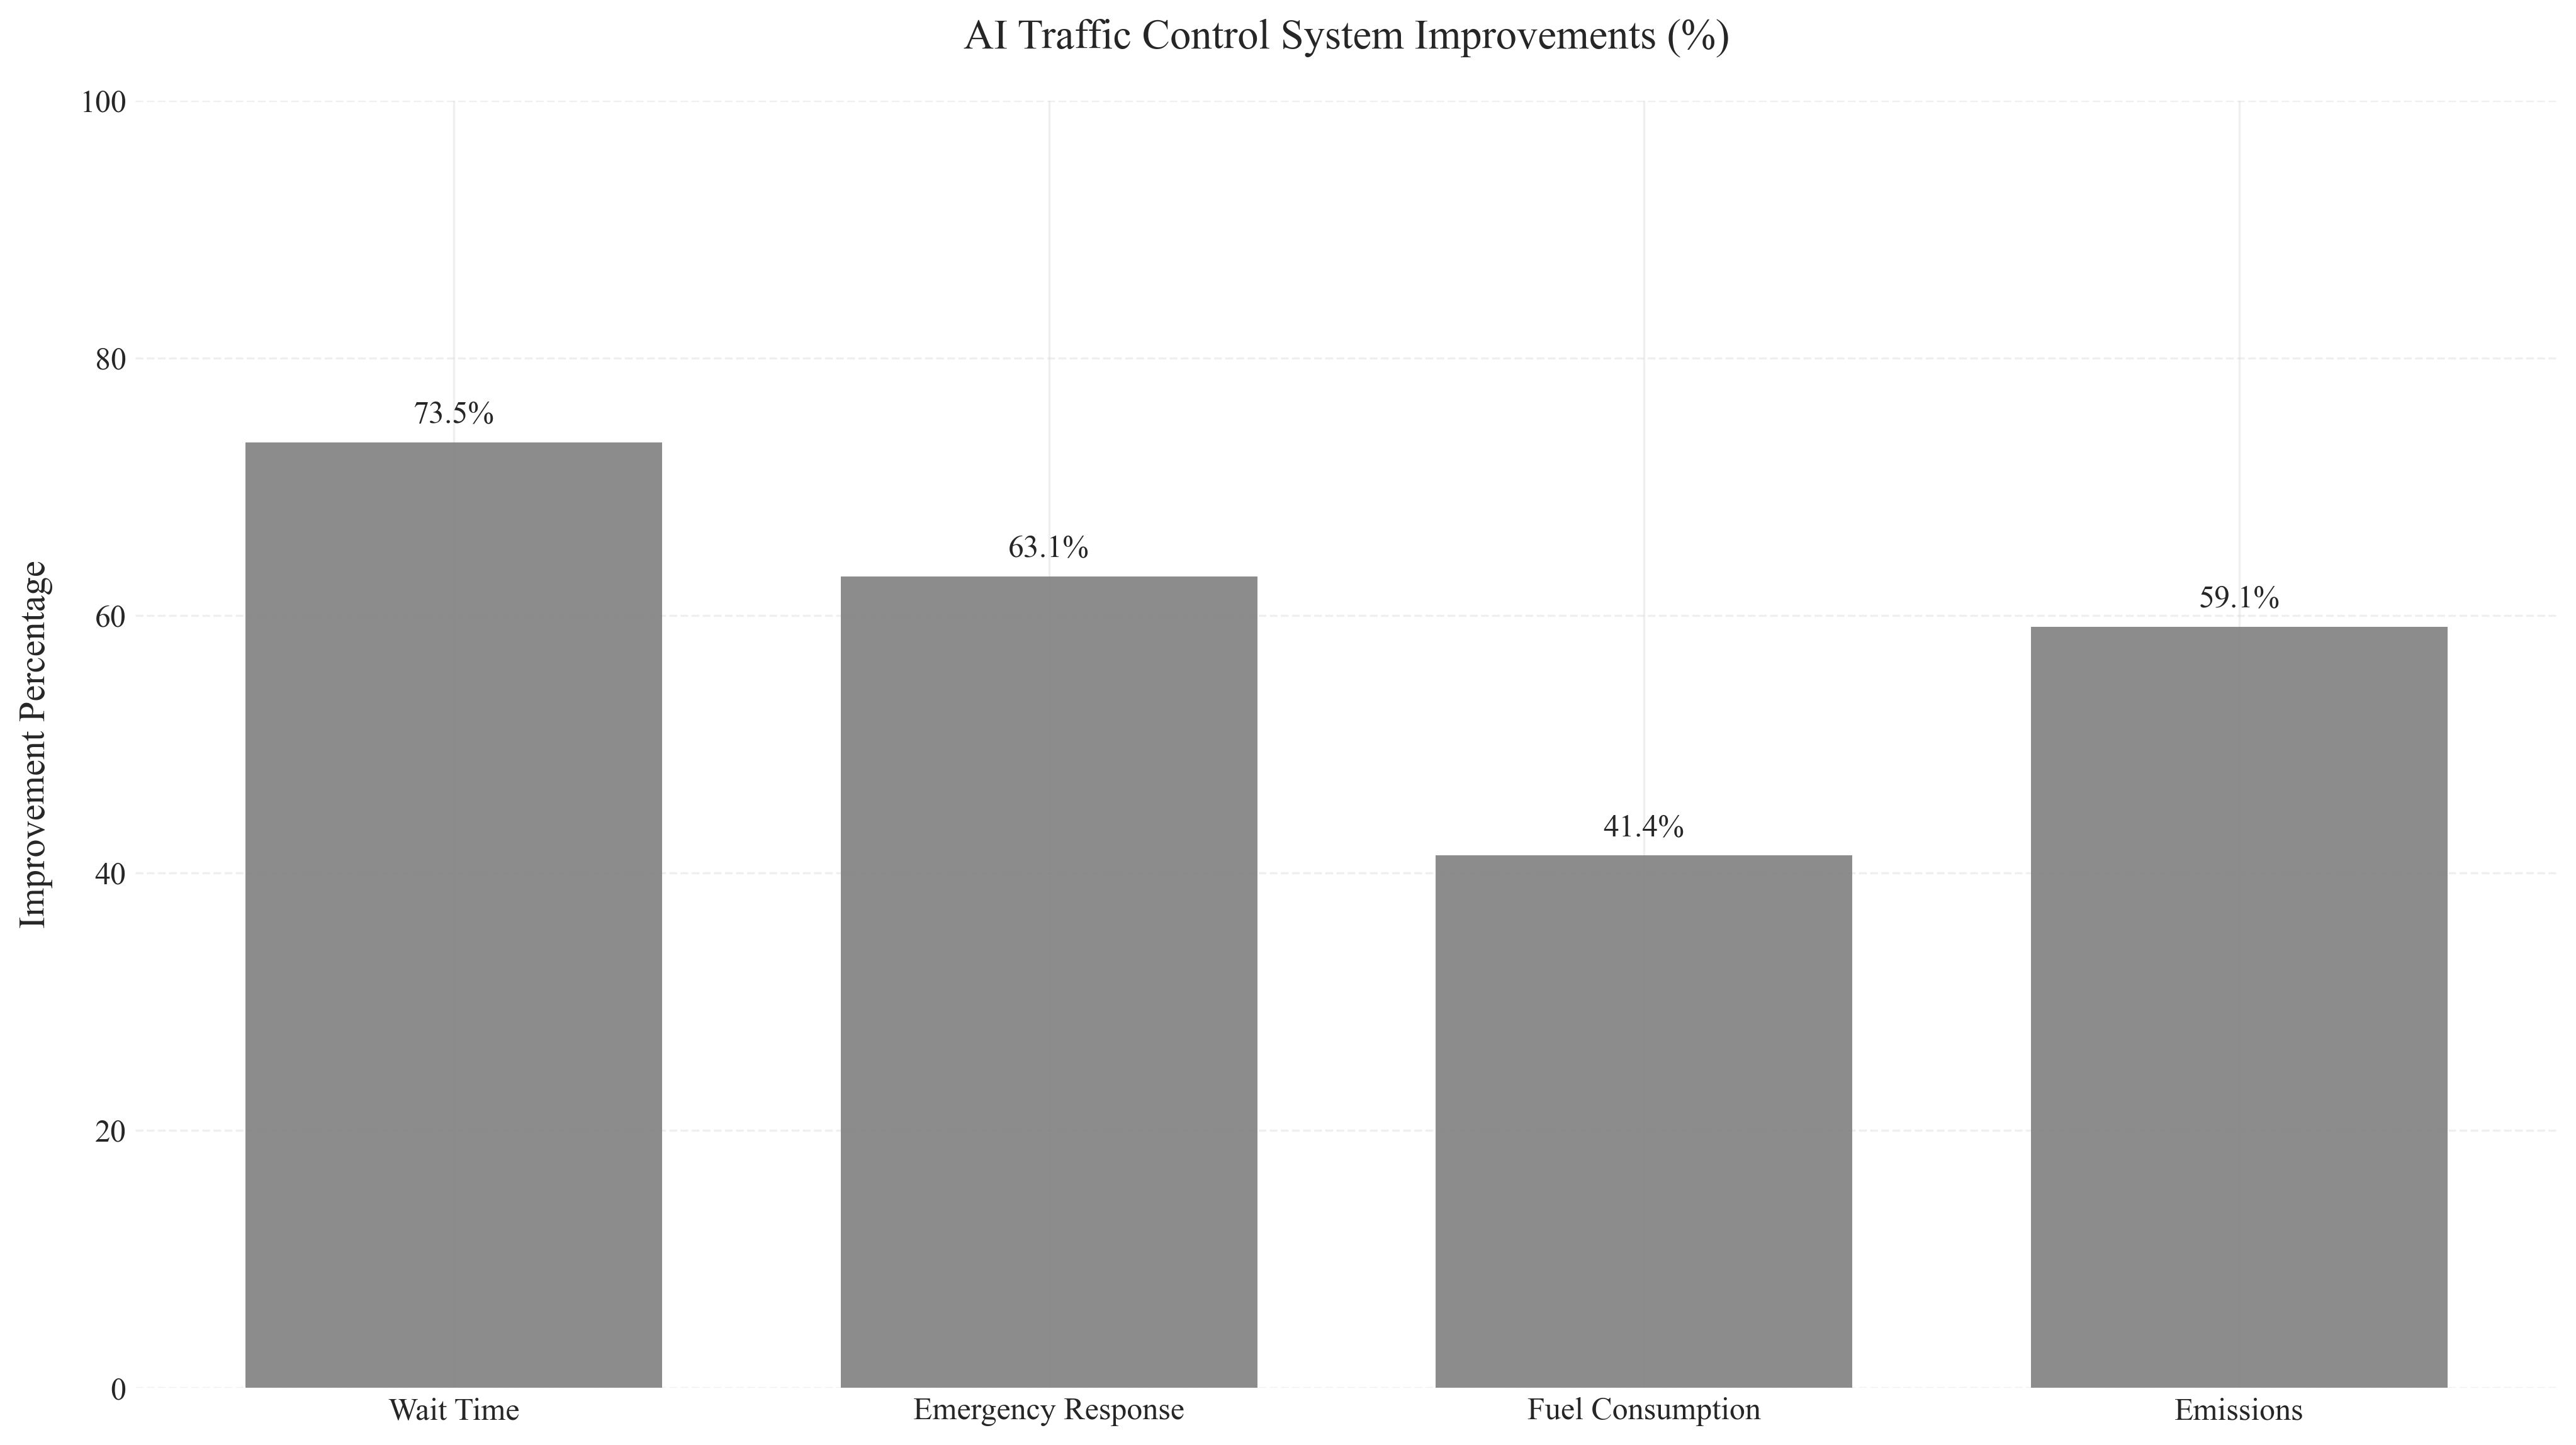 AI Traffic Control System Improvements (%)
Improvement Percentage
100
80
60
40
20
0
73.5%
63.1%
41.4%
59.1%
Wait Time
Emergency Response
Fuel Consumption
Emissions